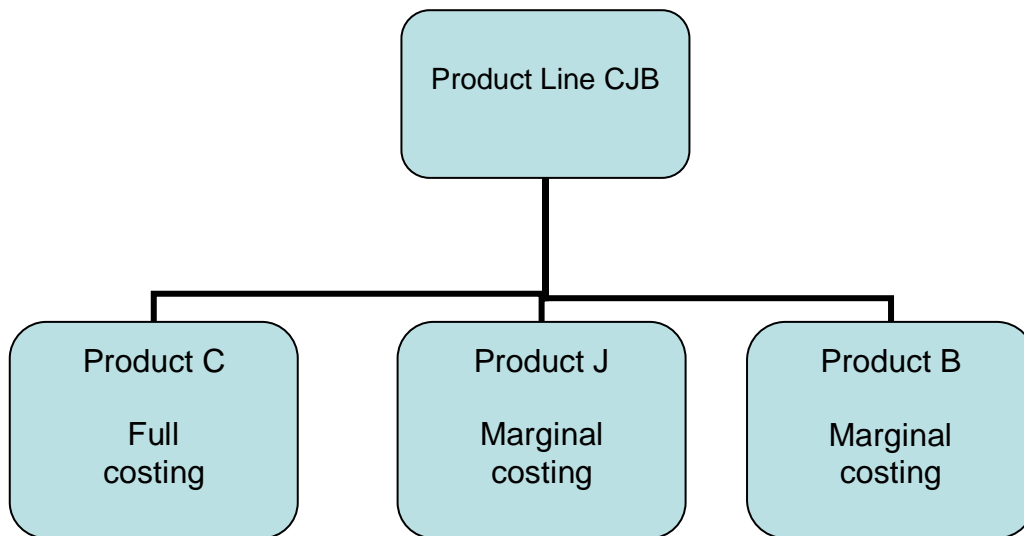 Product Line CJB
Product C
Full
costing
Product J
Marginal
costing
Product B
Marginal
costing